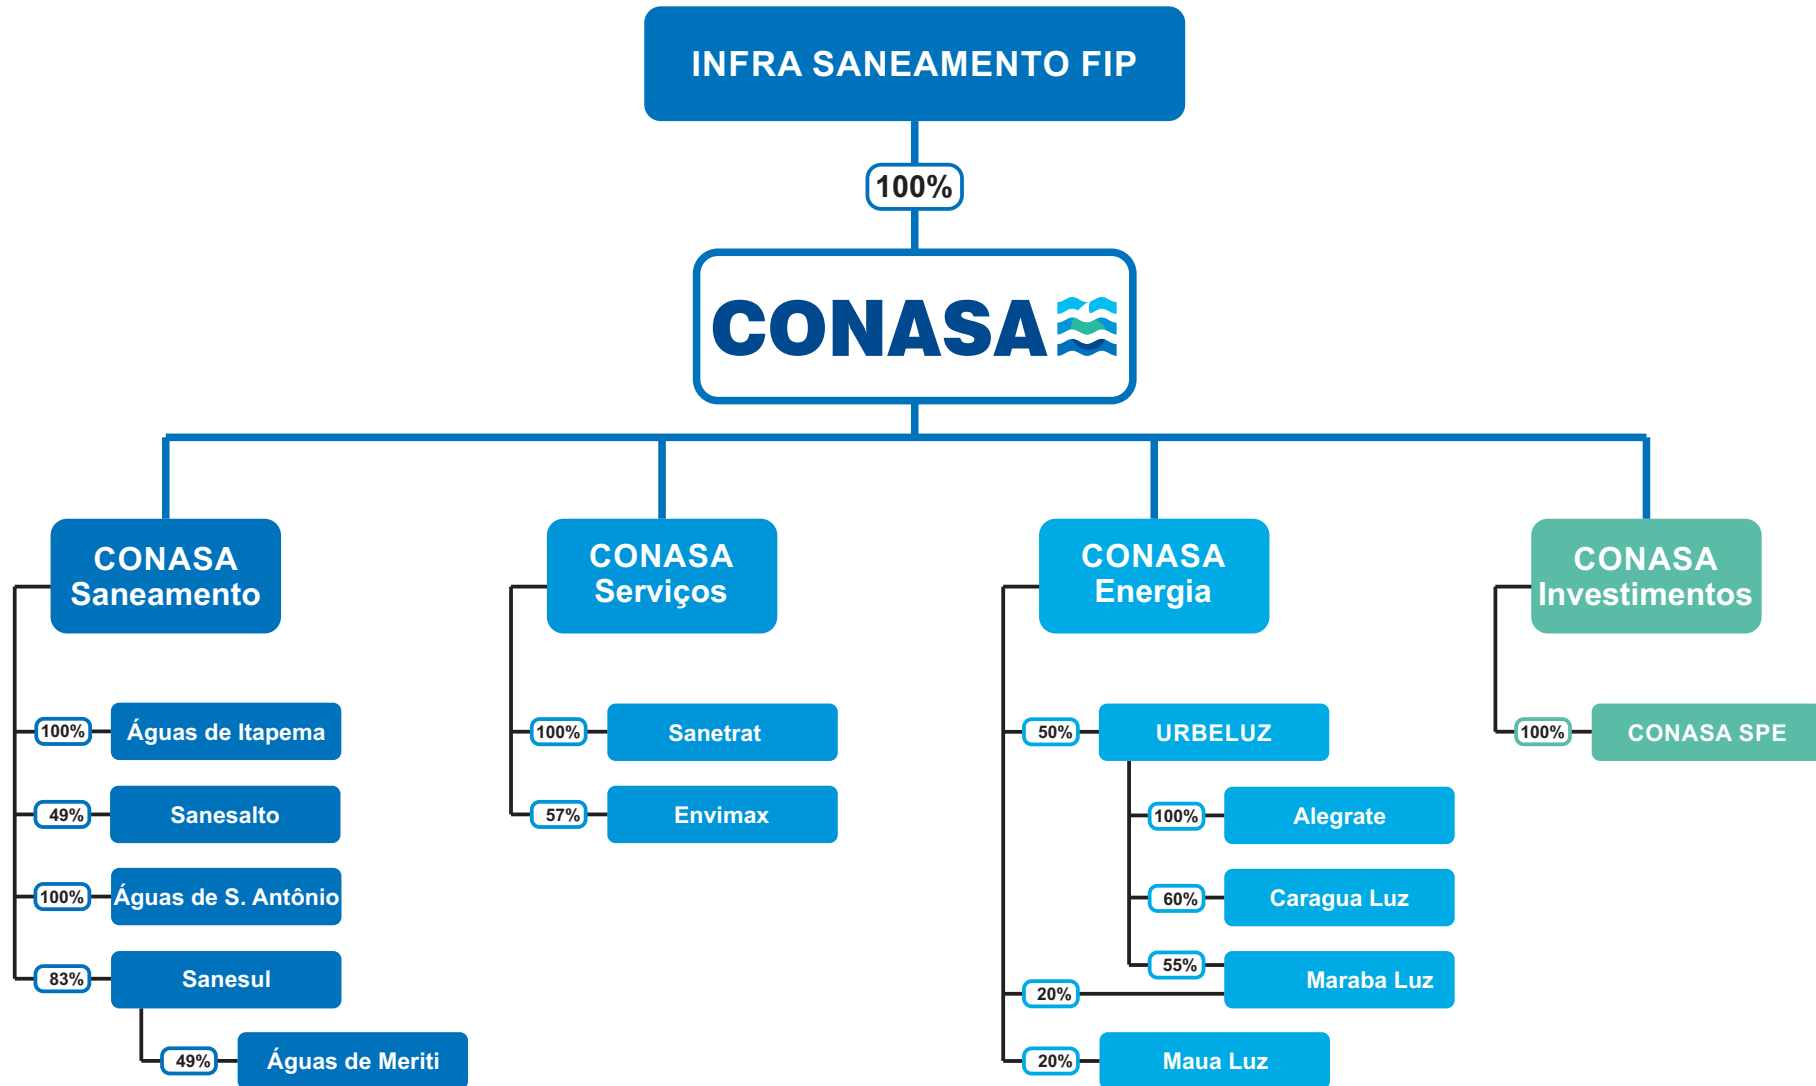 INFRA SANEAMENTO FIP
100%
CONASA
CONASA
Saneamento
100%
Águas de Itapema
49%
Sanesalto
100%
Águas de S. Antônio
83%
Sanesul
49%
Águas de Meriti
CONASA
Serviços
100%
Sanetrat
57%
Envimax
CONASA
Energia
50%
URBELUZ
100%
Alegrate
60%
Caragua Luz
55%
Maraba Luz
20%
20%
Maua Luz
CONASA
Investimentos
100%
CONASA SPE